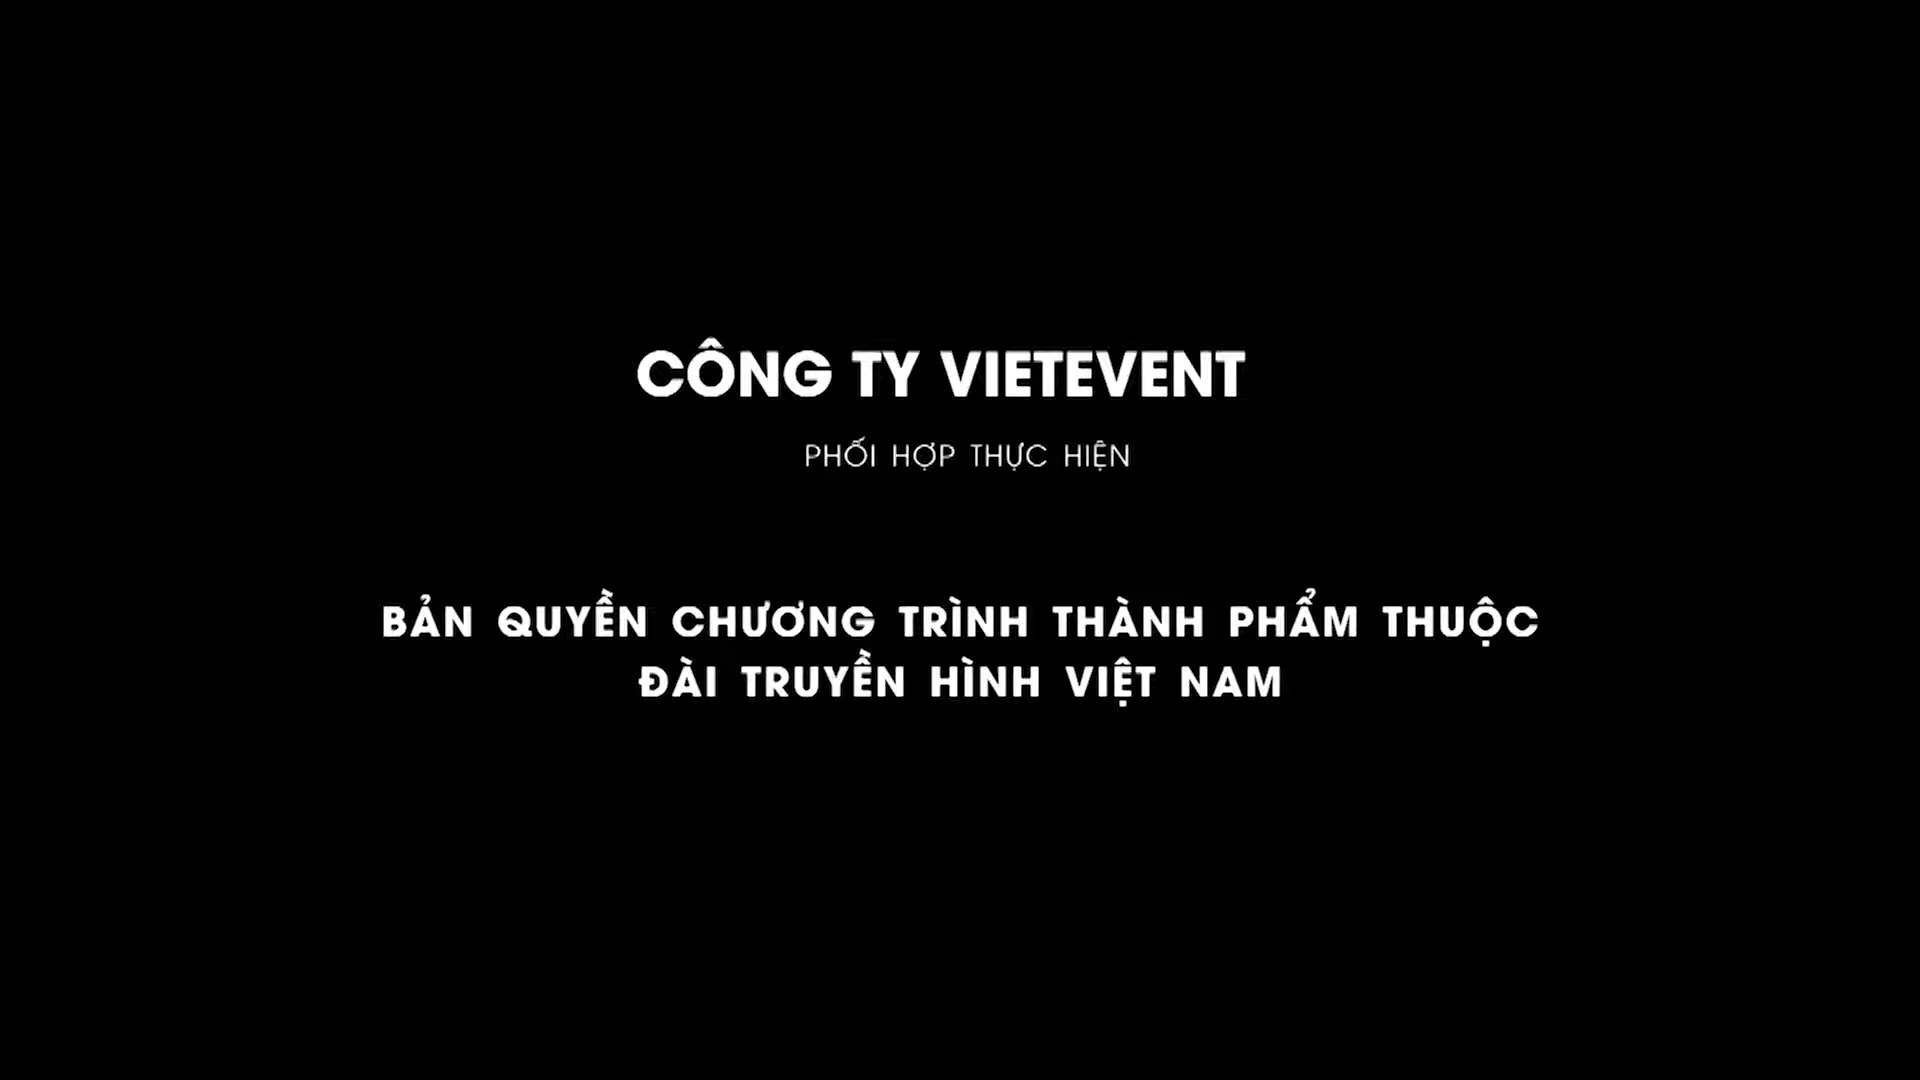 CÔNG TY VIETEVENT
PHỐI HỢP THỰC HIỆN
BẢN QUYỀN CHƯƠNG TRÌNH THÀNH PHẨM THUỘC
ĐÀI TRUYỀN HÌNH VIỆT NAM